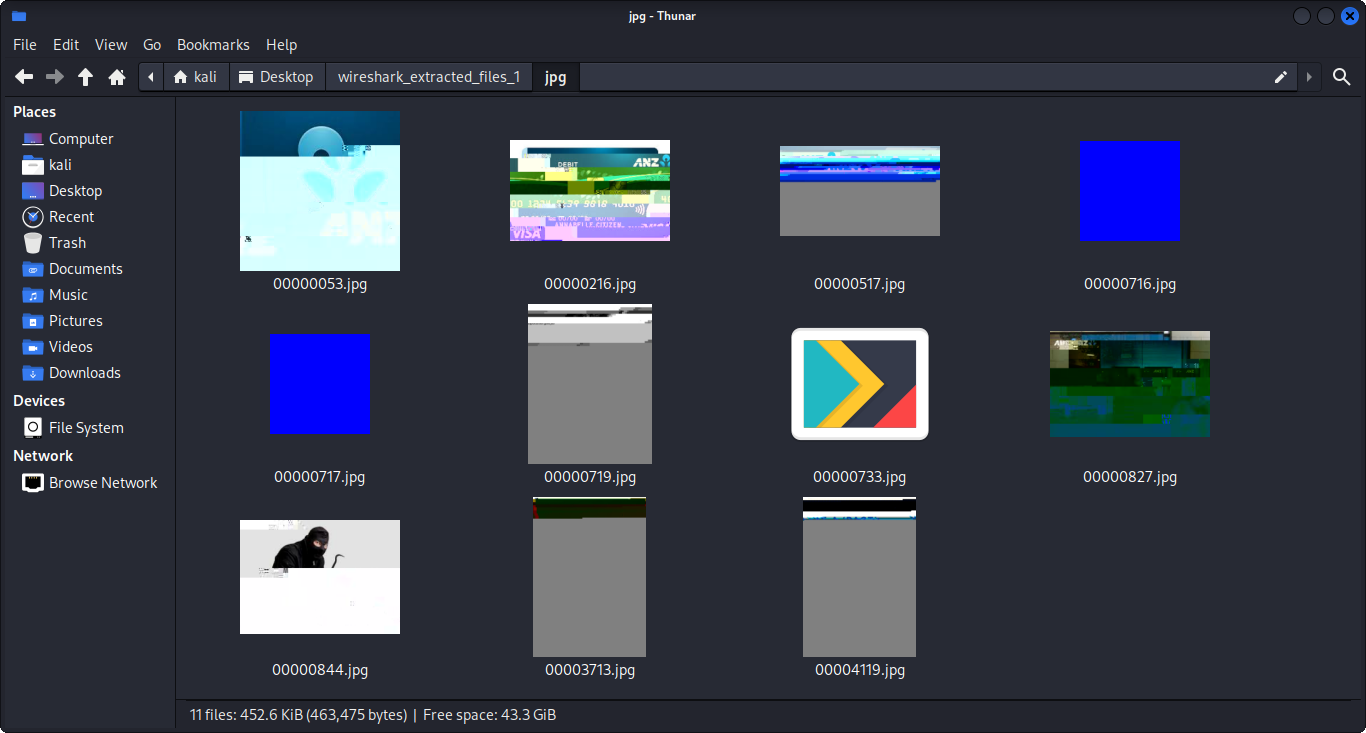 jpg - Thunar
File Edit View Go Bookmarks Help
kali Desktop wireshark_extracted_files_1 jpg
Places
Computer
kali
Desktop
Recent
Trash
Documents
Music
Pictures
Videos
Downloads
Devices
File System
Network
Browse Network
DEBIT ANZ
VISA
ANNABELLE CITIZEN
00000053.jpg 00000216.jpg 00000517.jpg 00000716.jpg
00000717.jpg 00000719.jpg 00000733.jpg 00000827.jpg
00000844.jpg 00003713.jpg 00004119.jpg
11 files: 452.6 KiB (463,475 bytes) | Free space: 43.3 GiB